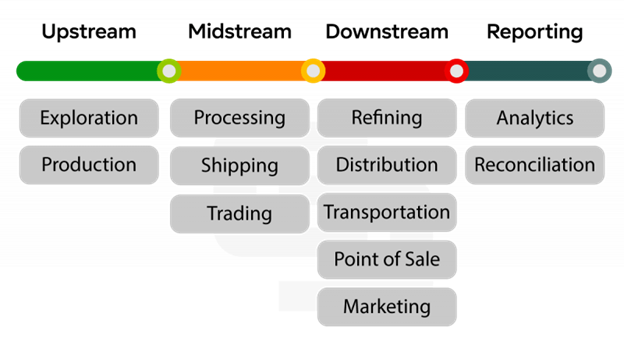 Upstream
Midstream
Downstream
Reporting
Exploration
Processing
Refining
Analytics
Production
Shipping
Distribution
Reconciliation
Trading
Transportation
Point of Sale
Marketing